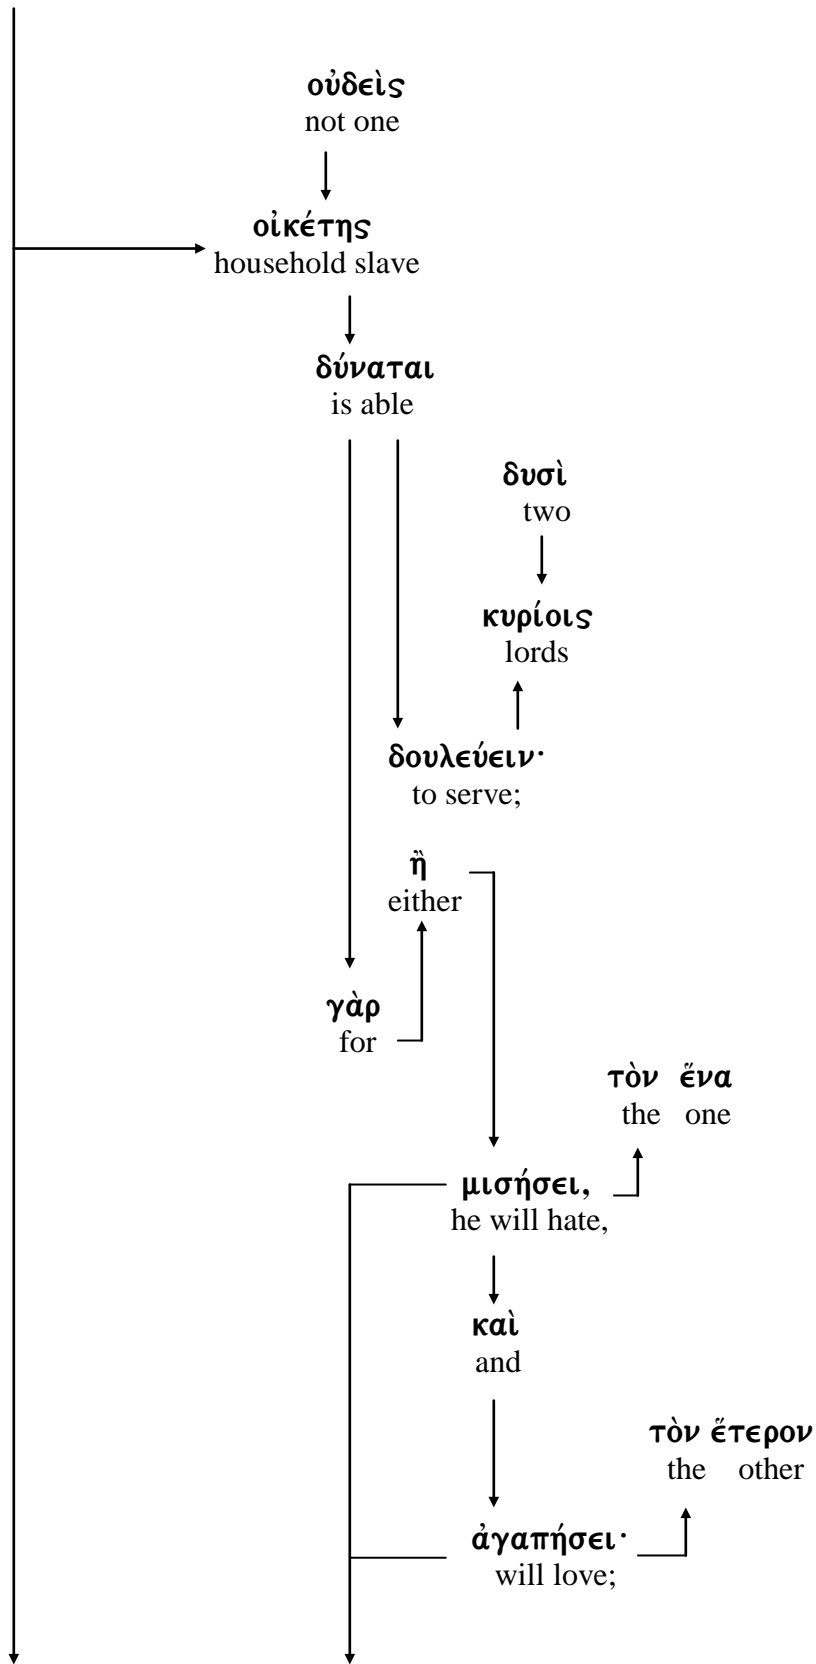 οὐδεὶς
not one
οἰκέτης
household slave
δύναται
is able
δυσὶ
two
κυρίοις
lords
δουλεύειν·
to serve;
ἢ
either
γὰρ
for
τὸν ἕνα
the one
μισήσει,
he will hate,
καὶ
and
τὸν ἕτερον
the other
ἀγαπήσει·
will love;